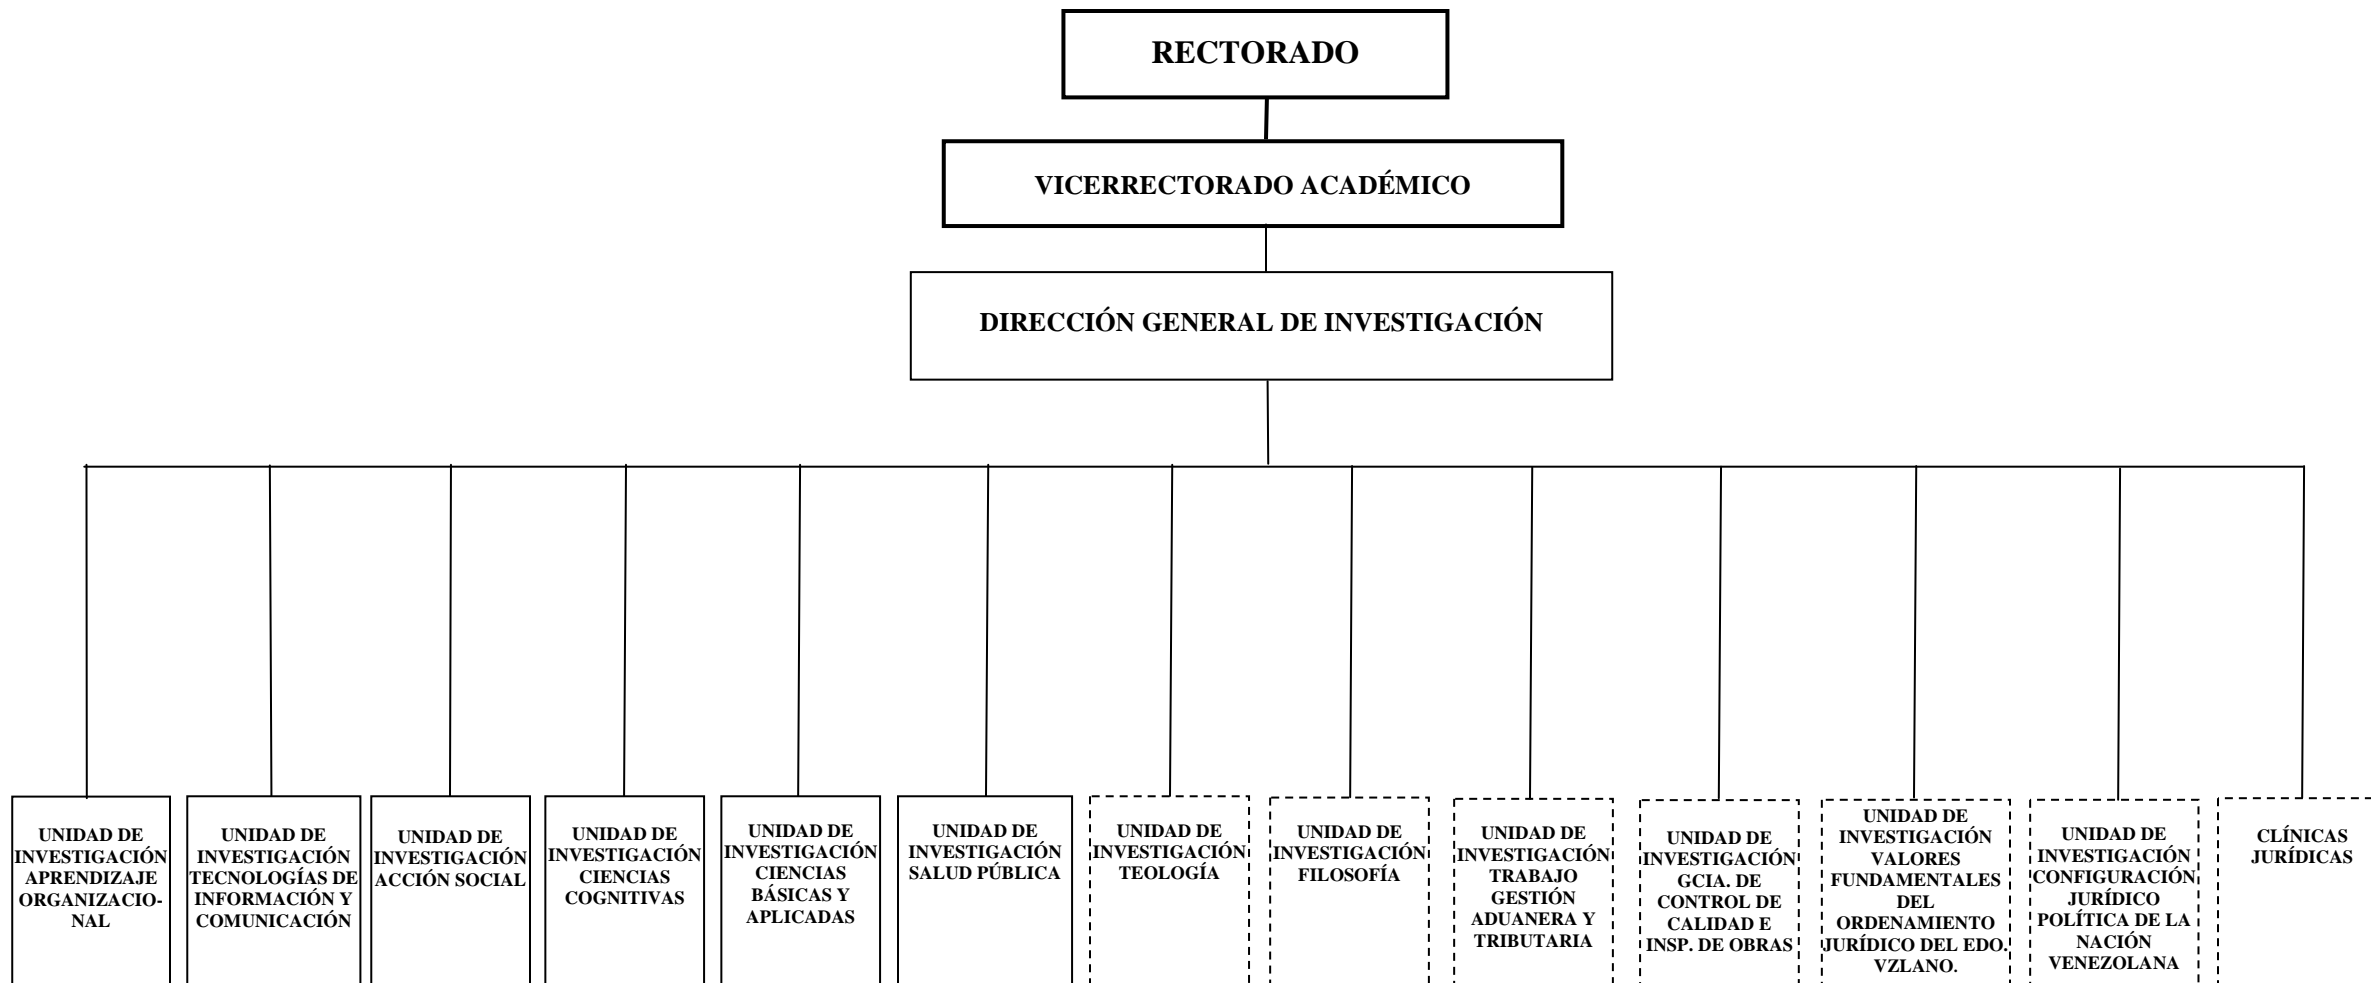 RECTORADO
VICERRECTORADO ACADÉMICO
DIRECCIÓN GENERAL DE INVESTIGACIÓN
UNIDAD DE
INVESTIGACIÓN
APRENDIZAJE
ORGANIZACIO-
NAL
UNIDAD DE
INVESTIGACIÓN
TECNOLOGÍAS DE
INFORMACIÓN Y
COMUNICACIÓN
UNIDAD DE
INVESTIGACIÓN
ACCIÓN SOCIAL
UNIDAD DE
INVESTIGACIÓN
CIENCIAS
COGNITIVAS
UNIDAD DE
INVESTIGACIÓN
CIENCIAS
BÁSICAS Y
APLICADAS
UNIDAD DE
INVESTIGACIÓN
SALUD PÚBLICA
UNIDAD DE
INVESTIGACIÓN
TEOLOGÍA
UNIDAD DE
INVESTIGACIÓN
FILOSOFÍA
UNIDAD DE
INVESTIGACIÓN
TRABAJO
GESTIÓN
ADUANERA Y
TRIBUTARIA
UNIDAD DE
INVESTIGACIÓN
GCIA. DE
CONTROL DE
CALIDAD E
INSP. DE OBRAS
UNIDAD DE
INVESTIGACIÓN
VALORES
FUNDAMENTALES
DEL
ORDENAMIENTO
JURÍDICO DEL EDO.
VZLANO.
UNIDAD DE
INVESTIGACIÓN
CONFIGURACIÓN
JURÍDICO
POLÍTICA DE LA
NACIÓN
VENEZOLANA
CLÍNICAS
JURÍDICAS